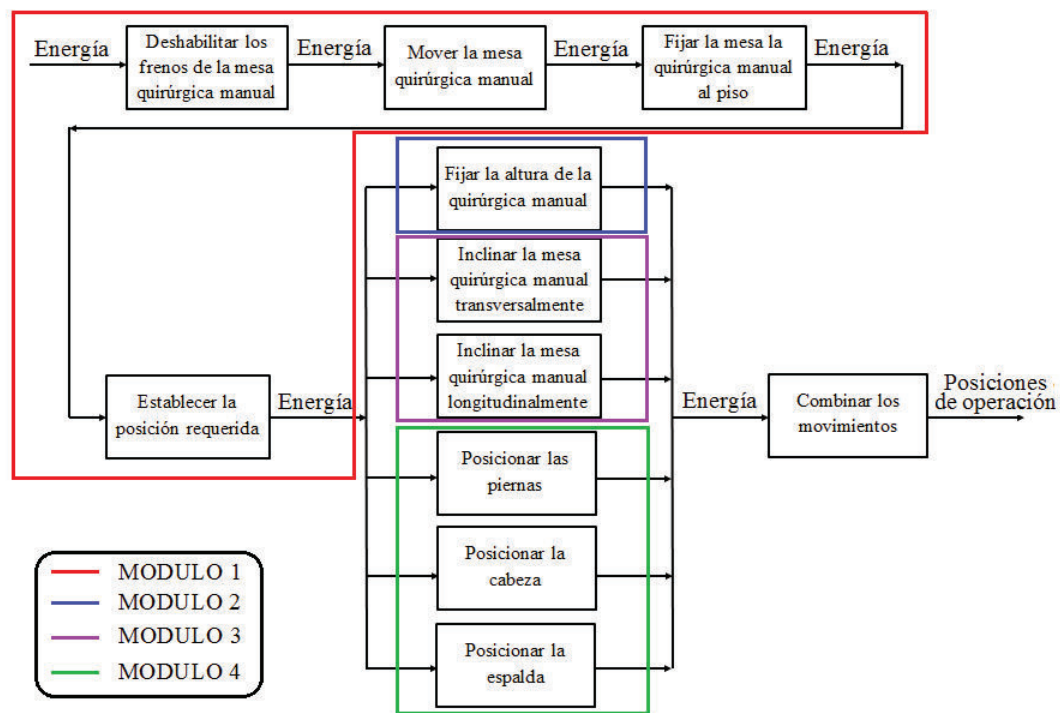 Energía
Deshabilitar los
frenos de la mesa
quirúrgica manual
Energía
Mover la mesa
quirúrgica manual
Energía
Fijar la mesa la
quirúrgica manual
al piso
Energía
Fijar la altura de la
quirúrgica manual
Inclinar la mesa
quirúrgica manual
transversalmente
Inclinar la mesa
quirúrgica manual
longitudinalmente
Establecer la
posición requerida
Energía
Posicionar las
piernas
Posicionar la
cabeza
Posicionar la
espalda
Energía
Combinar los
movimientos
Posiciones
de operación
MODULO 1
MODULO 2
MODULO 3
MODULO 4